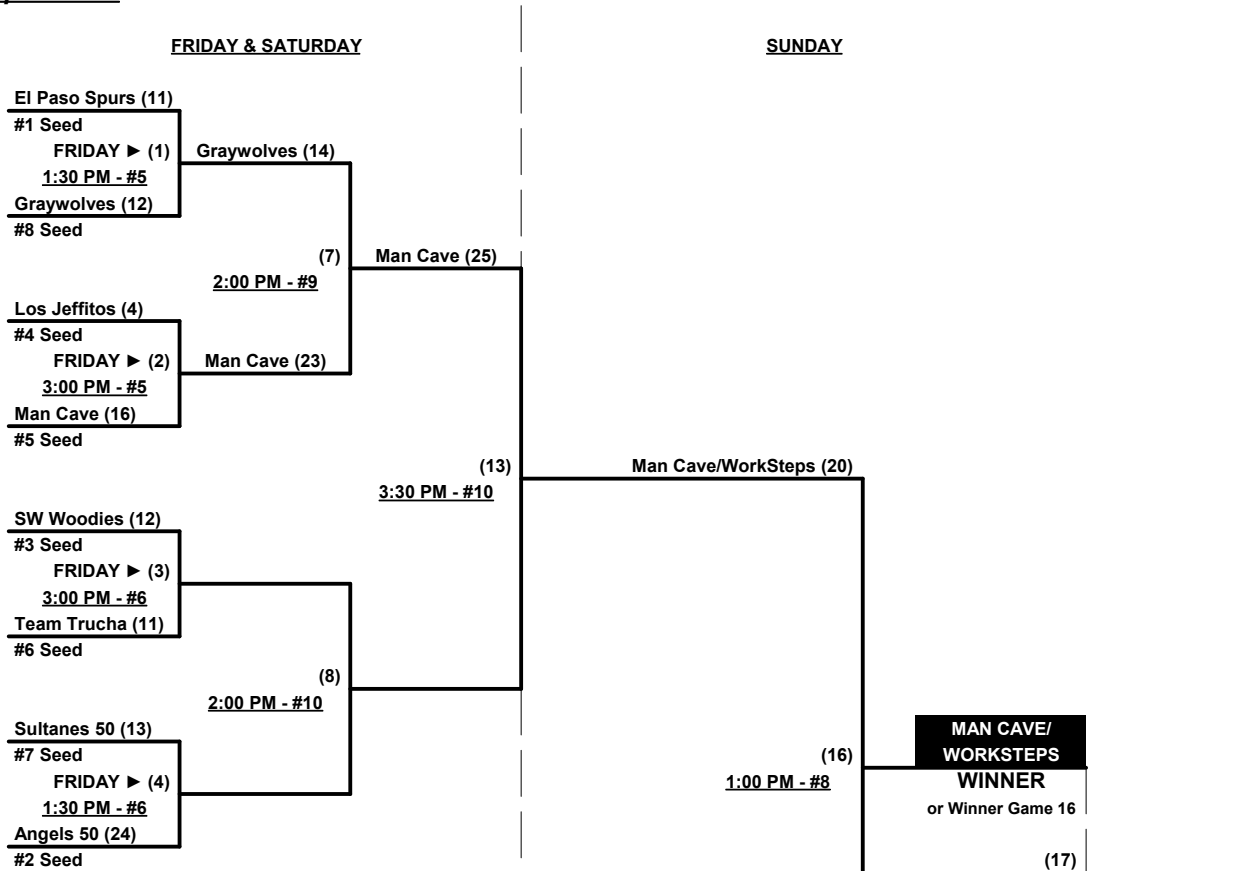 FRIDAY & SATURDAY
SUNDAY
El Paso Spurs (11)
#1 Seed
FRIDAY ► (1)
Graywolves (14)
1:30 PM - #5
Graywolves (12)
#8 Seed
(7)
Man Cave (25)
2:00 PM - #9
Los Jeffitos (4)
#4 Seed
FRIDAY ► (2)
Man Cave (23)
3:00 PM - #5
Man Cave (16)
#5 Seed
(13)
Man Cave/WorkSteps (20)
3:30 PM - #10
SW Woodies (12)
#3 Seed
FRIDAY ► (3)
3:00 PM - #6
Team Trucha (11)
#6 Seed
(8)
2:00 PM - #10
Sultanes 50 (13)
#7 Seed
FRIDAY ► (4)
1:30 PM - #6
Angels 50 (24)
#2 Seed
(16)
1:00 PM - #8
MAN CAVE/
WORKSTEPS
WINNER
or Winner Game 16
(17)